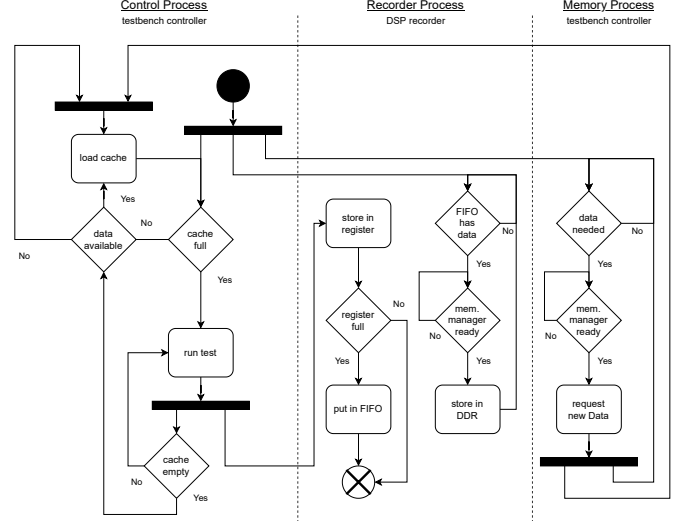 Control Process
testbench controller
Recorder Process
DSP recorder
Memory Process
testbench controller
load cache
Yes
data
available
No
No
cache
full
Yes
run test
cache
empty
No
Yes
store in
register
register
full
No
Yes
put in FIFO
FIFO
has
data
No
Yes
mem.
manager
ready
No
Yes
store in
DDR
data
needed
No
Yes
mem.
manager
ready
No
Yes
request
new Data